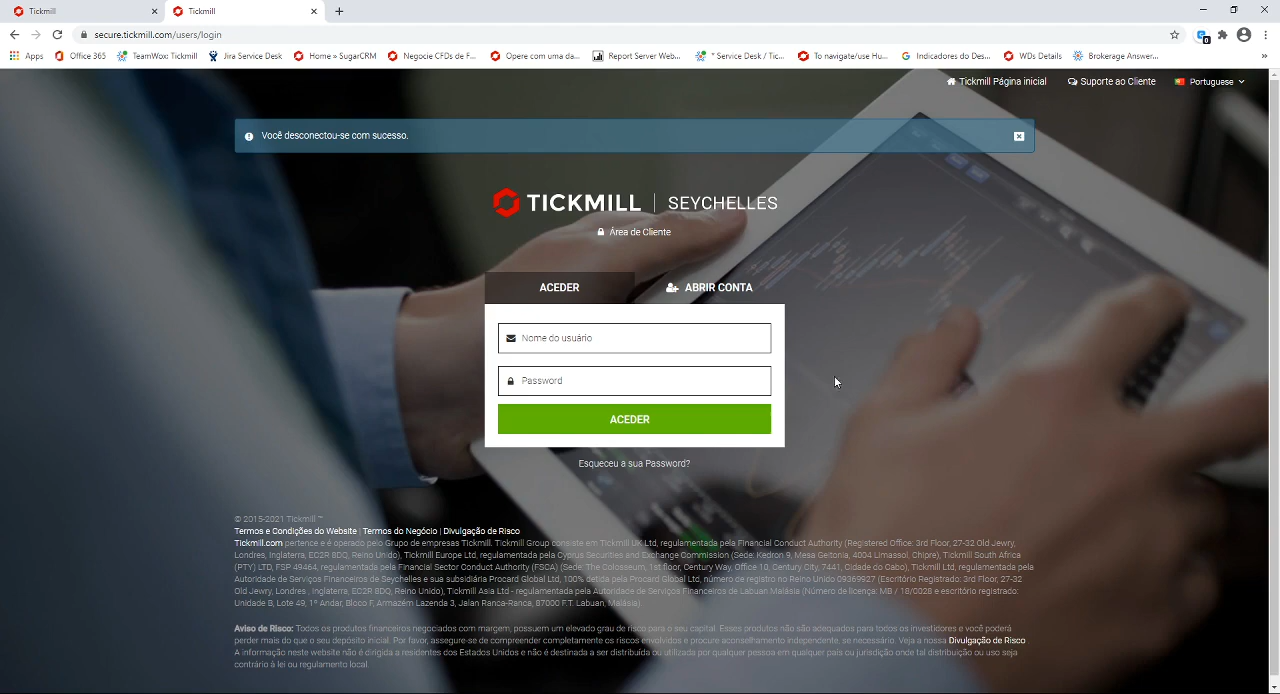 Tickmill
Tickmill
secure.tickmill.com/users/login
Apps Office 365 TeamWox: Tickmill Jira Service Desk Home » SugarCRM Negocie CFDs de F... Opere com uma da... Report Server Web... * Service Desk / Tic... To navigate/use Hu... Indicadores do Des... WDs Details Brokerage Answer... »
Tickmill Página inicial Suporte ao Cliente Portuguese
Você desconectou-se com sucesso.
TICKMILL | SEYCHELLES
Área de Cliente
ACEDER ABRIR CONTA
Nome do usuário
Password
ACEDER
Esqueceu a sua Password?
© 2015-2021 Tickmill ™
Termos e Condições do Website | Termos do Negócio | Divulgação de Risco
Tickmill.com pertence e é operado pelo Grupo de empresas Tickmill. Tickmill Group consiste em Tickmill UK Ltd, regulamentada pela Financial Conduct Authority (Registered Office: 3rd Floor, 27-32 Old Jewry,
Londres, Inglaterra, EC2R 8DQ, Reino Unido), Tickmill Europe Ltd, regulamentada pela Cyprus Securities and Exchange Commission (Sede: Kedron 9, Mesa Geitonia, 4004 Limassol, Chipre), Tickmill South Africa
(PTY) LTD, FSP 49464, regulamentada pela Financial Sector Conduct Authority (FSCA) (Sede: The Colosseum, 1st floor, Century Way, Office 10, Century City, 7441, Cidade do Cabo), Tickmill Ltd, regulamentada pela
Autoridade de Serviços Financeiros de Seychelles e sua subsidiária Procard Global Ltd, 100% detida pela Procard Global Ltd, número de registro no Reino Unido 09369927 (Escritório Registrado: 3rd Floor, 27-32
Old Jewry, Londres , Inglaterra, EC2R 8DQ, Reino Unido), Tickmill Asia Ltd - regulamentada pela Autoridade de Serviços Financeiros de Labuan Malásia (Número de licença: MB / 18/0028 e escritório registrado:
Unidade B, Lote 49, 1º Andar, Bloco F, Armazém Lazenda 3, Jalan Ranca-Ranca, 87000 F.T. Labuan, Malásia)
Aviso de Risco: Todos os produtos financeiros negociados com margem, possuem um elevado grau de risco para o seu capital. Esses produtos não são adequados para todos os investidores e você poderá
perder mais do que o seu depósito inicial. Por favor, assegure-se de compreender completamente os riscos envolvidos e procure aconselhamento independente, se necessário. Veja a nossa Divulgação de Risco
A informação neste website não é dirigida a residentes dos Estados Unidos e não é destinada a ser distribuída ou utilizada por qualquer pessoa em qualquer país ou jurisdição onde tal distribuição ou uso seja
contrário à lei ou regulamento local.